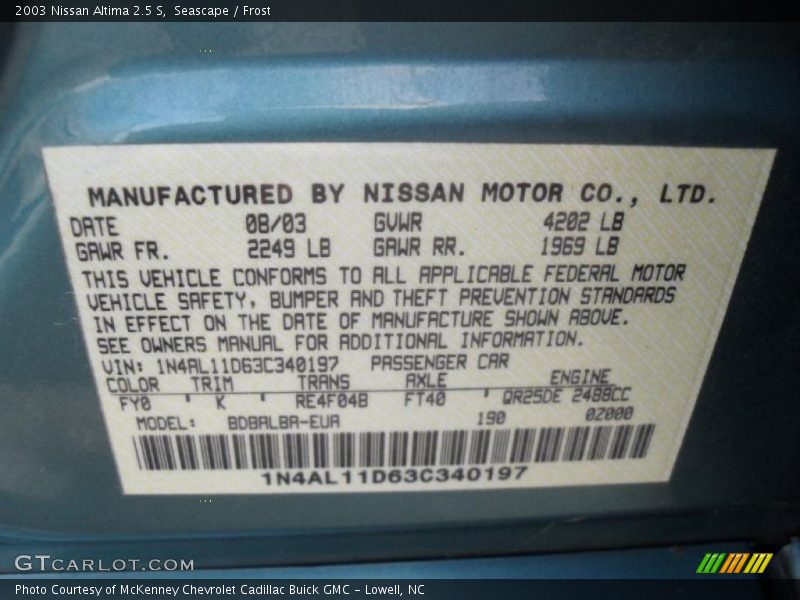 2003 Nissan Altima 2.5 S, Seascape / Frost
MANUFACTURED BY NISSAN MOTOR CO., LTD.
DATE 08/03 GVWR 4202 LB
GAWR FR. 2249 LB GAWR RR. 1969 LB
THIS VEHICLE CONFORMS TO ALL APPLICABLE FEDERAL MOTOR
VEHICLE SAFETY, BUMPER AND THEFT PREVENTION STANDARDS
IN EFFECT ON THE DATE OF MANUFACTURE SHOWN ABOVE.
SEE OWNERS MANUAL FOR ADDITIONAL INFORMATION.
VIN: 1N4AL11D63C340197 PASSENGER CAR
COLOR TRIM TRANS AXLE ENGINE
FY0 K RE4F04B FT40 QR25DE 2488CC
MODEL: BDBALBA-EUA 190 02000
1N4AL11D63C340197
GTCARLOT.COM
Photo Courtesy of McKenney Chevrolet Cadillac Buick GMC - Lowell, NC